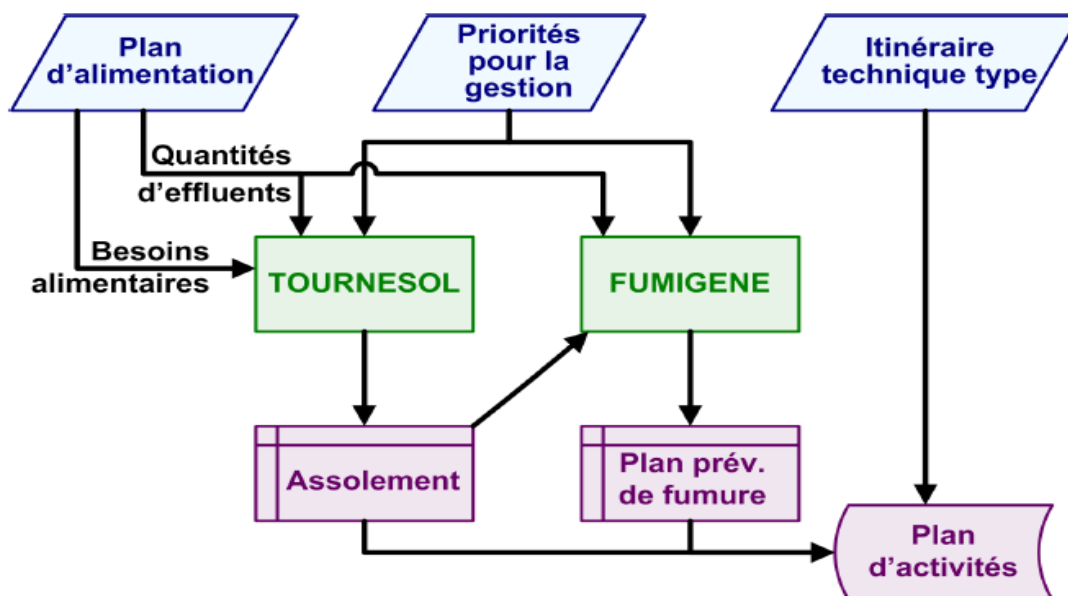 Plan
d’alimentation
Priorités
pour la
gestion
Itinéraire
technique type
Quantités
d’effluents
Besoins
alimentaires
TOURNESOL
FUMIGENE
Assolement
Plan prév.
de fumure
Plan
d’activités